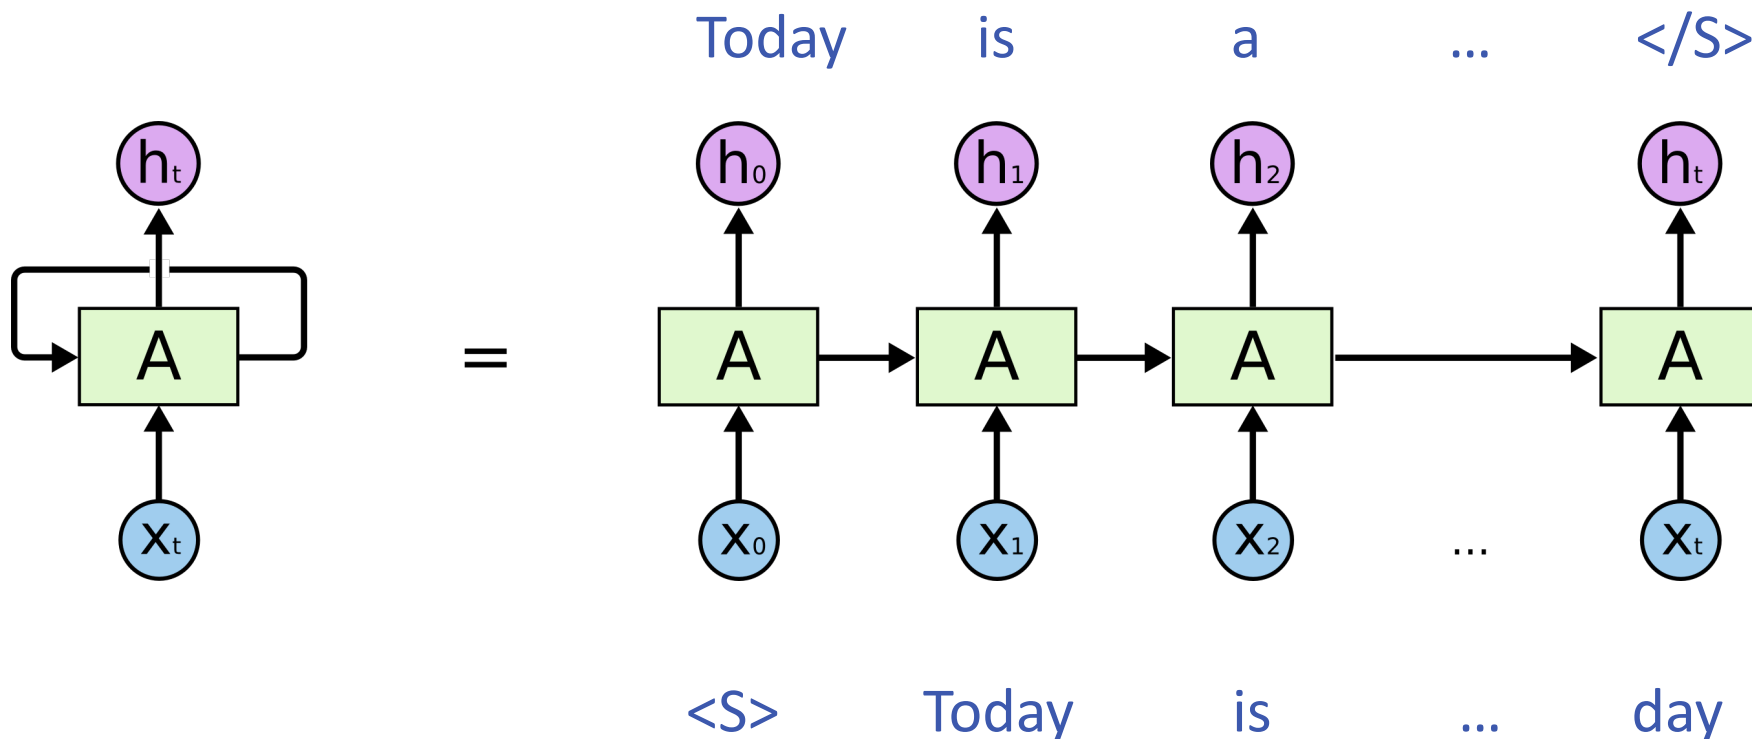 Today is a ... </S>
hₜ h₀ h₁ h₂ hₜ
A = A A A A
xₜ x₀ x₁ x₂ ... xₜ
<S> Today is ... day